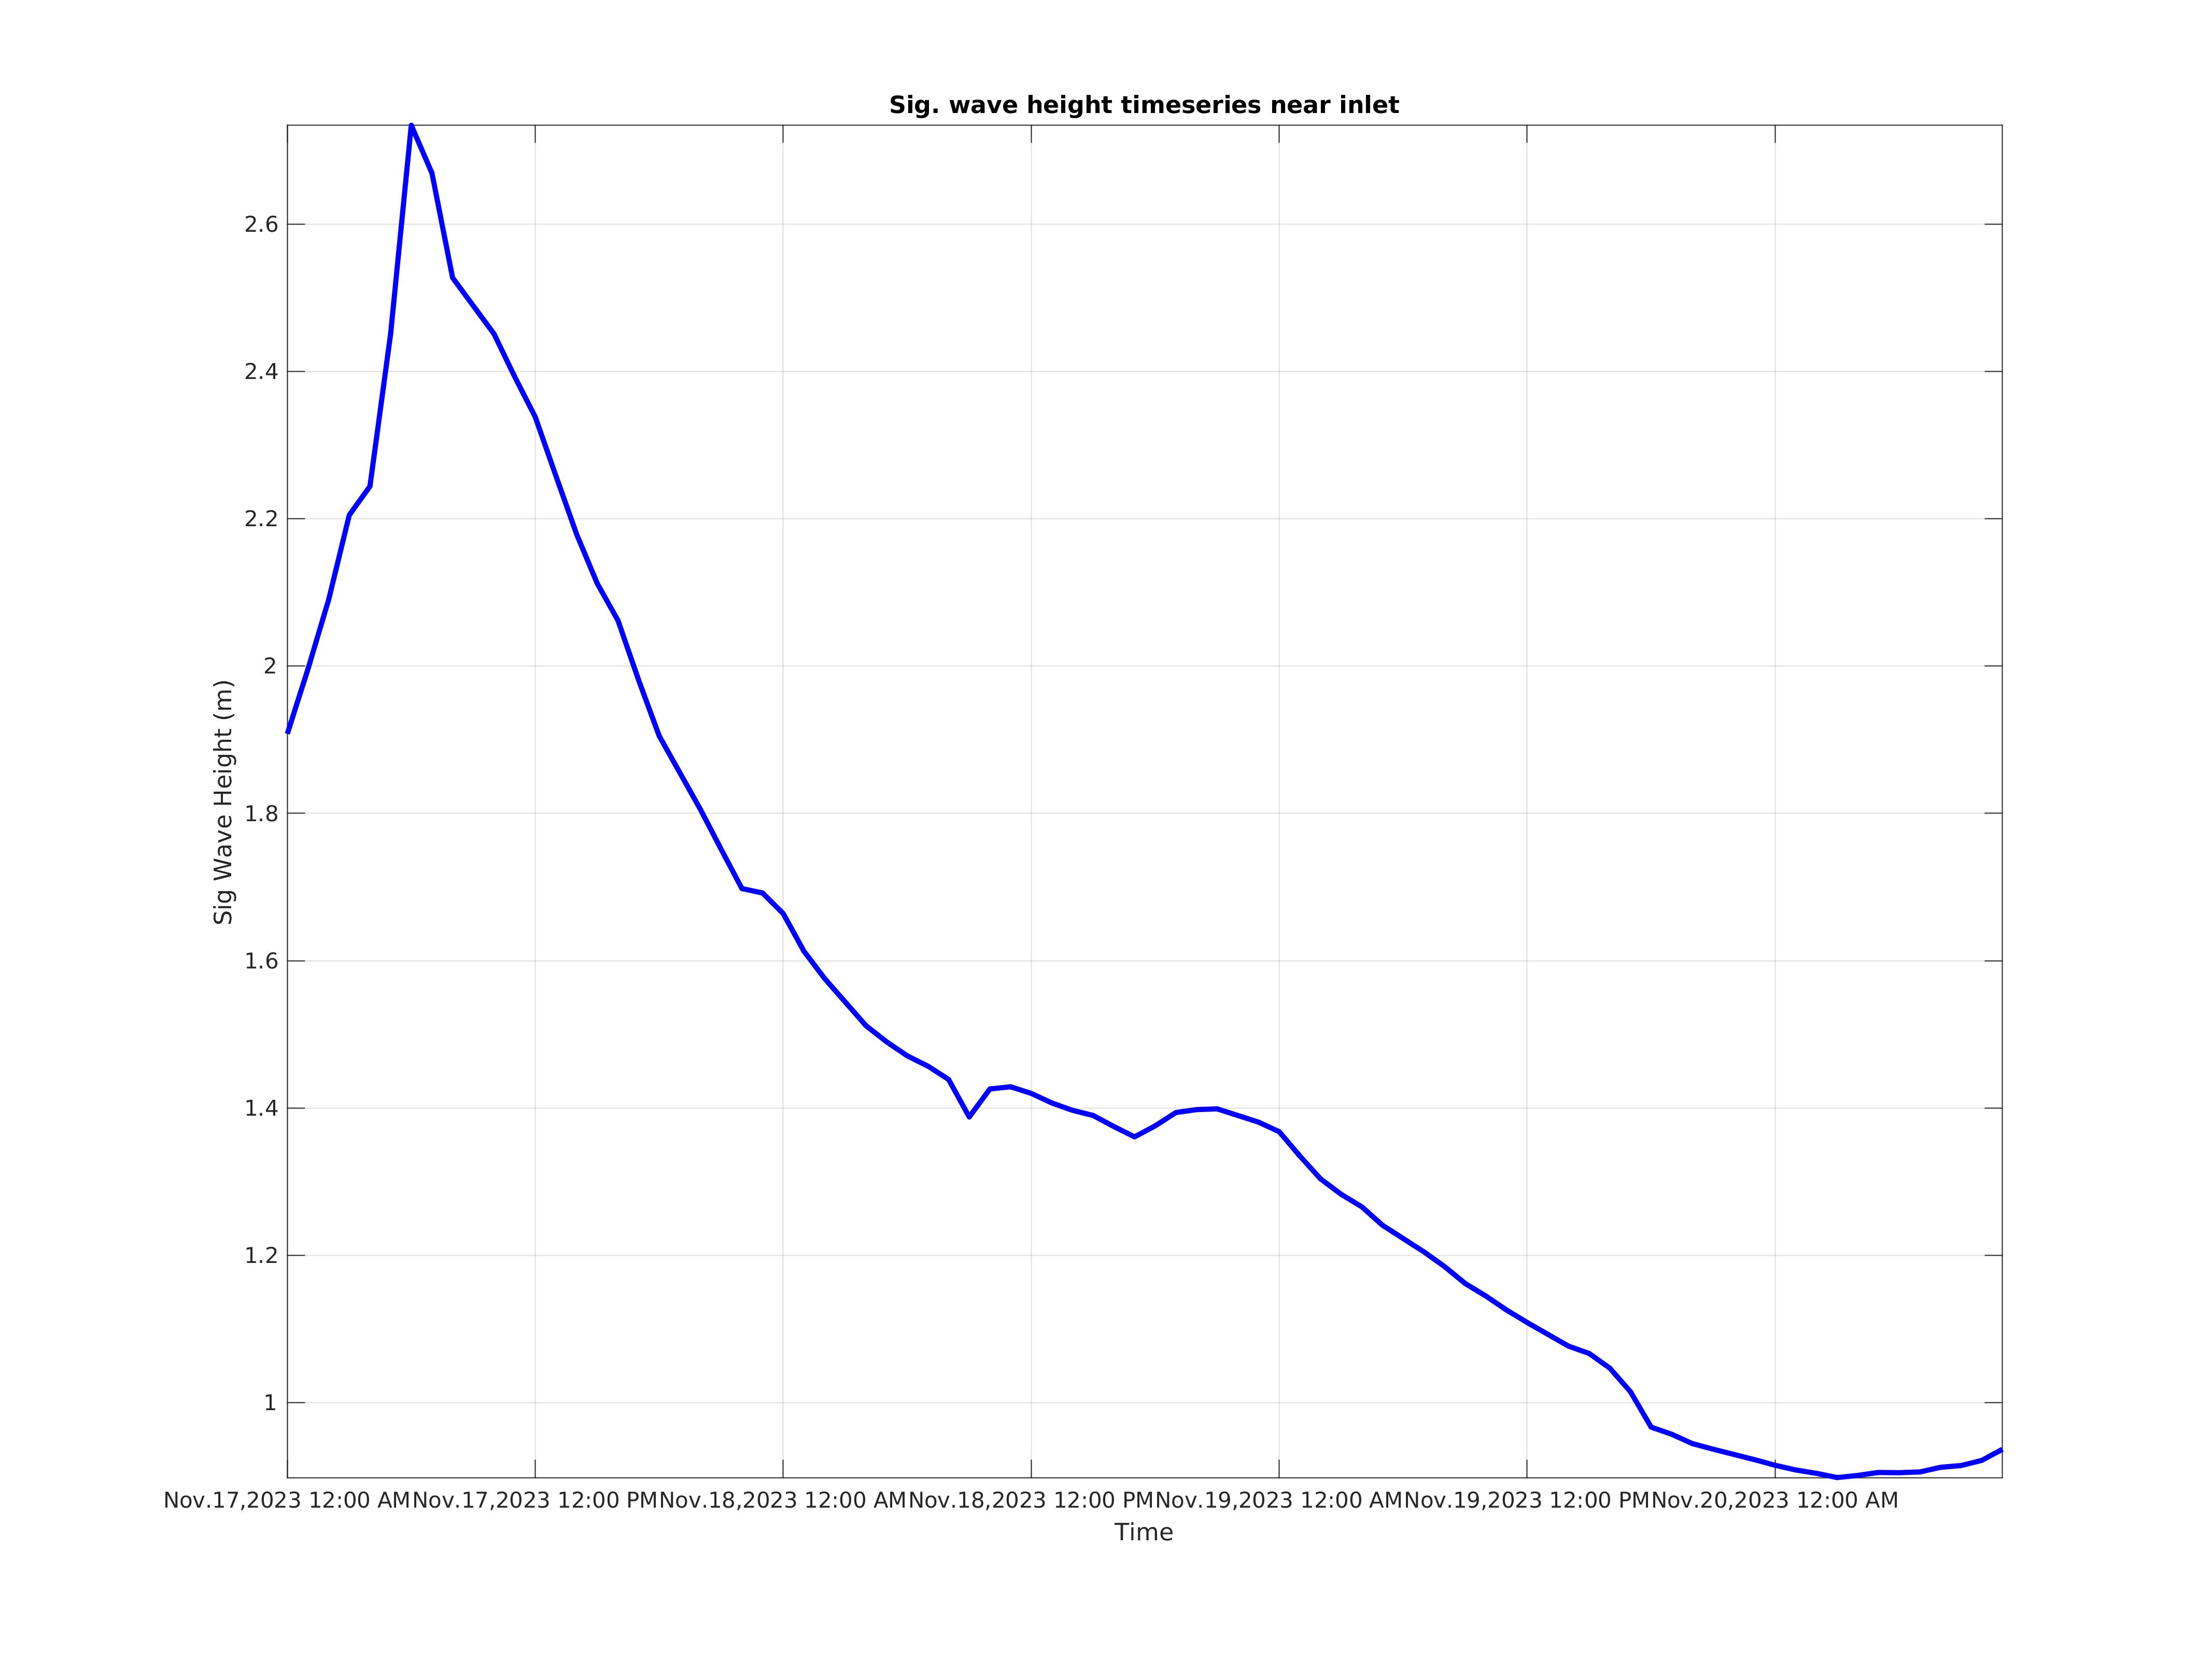 Sig. wave height timeseries near inlet
2.6
2.4
2.2
2
1.8
1.6
1.4
1.2
1
Sig Wave Height (m)
Nov.17,2023 12:00 AM Nov.17,2023 12:00 PM Nov.18,2023 12:00 AM Nov.18,2023 12:00 PM Nov.19,2023 12:00 AM Nov.19,2023 12:00 PM Nov.20,2023 12:00 AM
Time